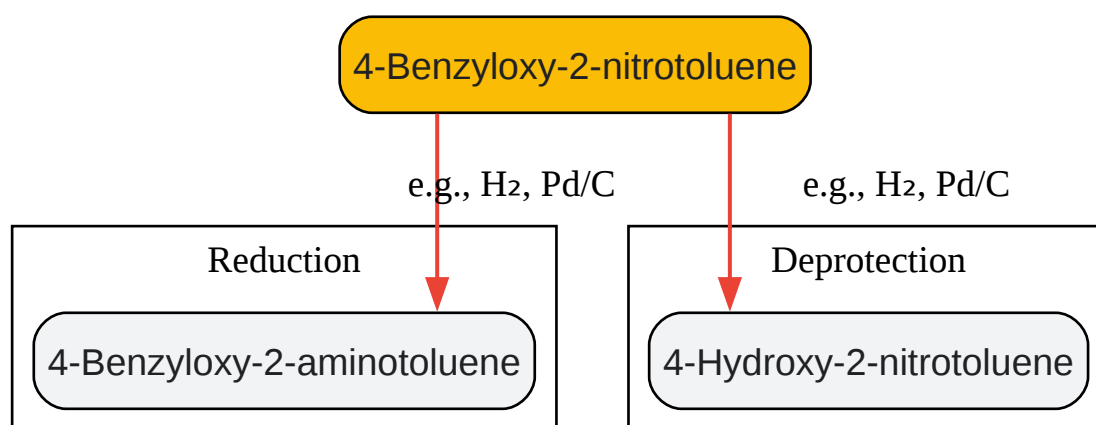 4-Benzyloxy-2-nitrotoluene
e.g., H₂, Pd/C
e.g., H₂, Pd/C
Reduction
Deprotection
4-Benzyloxy-2-aminotoluene
4-Hydroxy-2-nitrotoluene